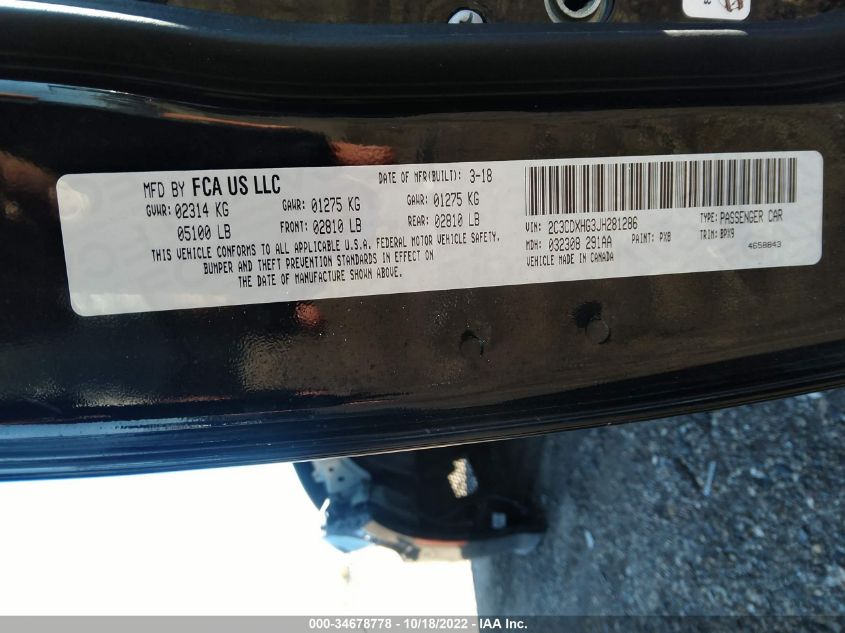 MFD BY FCA US LLC DATE OF MFR(BUILT): 3-18
GVWR: 02314 KG GAWR: 01275 KG GAWR: 01275 KG
05100 LB FRONT: 02810 LB REAR: 02810 LB
THIS VEHICLE CONFORMS TO ALL APPLICABLE U.S.A. FEDERAL MOTOR VEHICLE SAFETY,
BUMPER AND THEFT PREVENTION STANDARDS IN EFFECT ON
THE DATE OF MANUFACTURE SHOWN ABOVE.
VIN: 2C3CDXHG3JH281286 TYPE: PASSENGER CAR
MDH: 032308 291AA PAINT: PX8 TRIM: BPX9
VEHICLE MADE IN CANADA 4658843
000-34678778 - 10/18/2022 - IAA Inc.